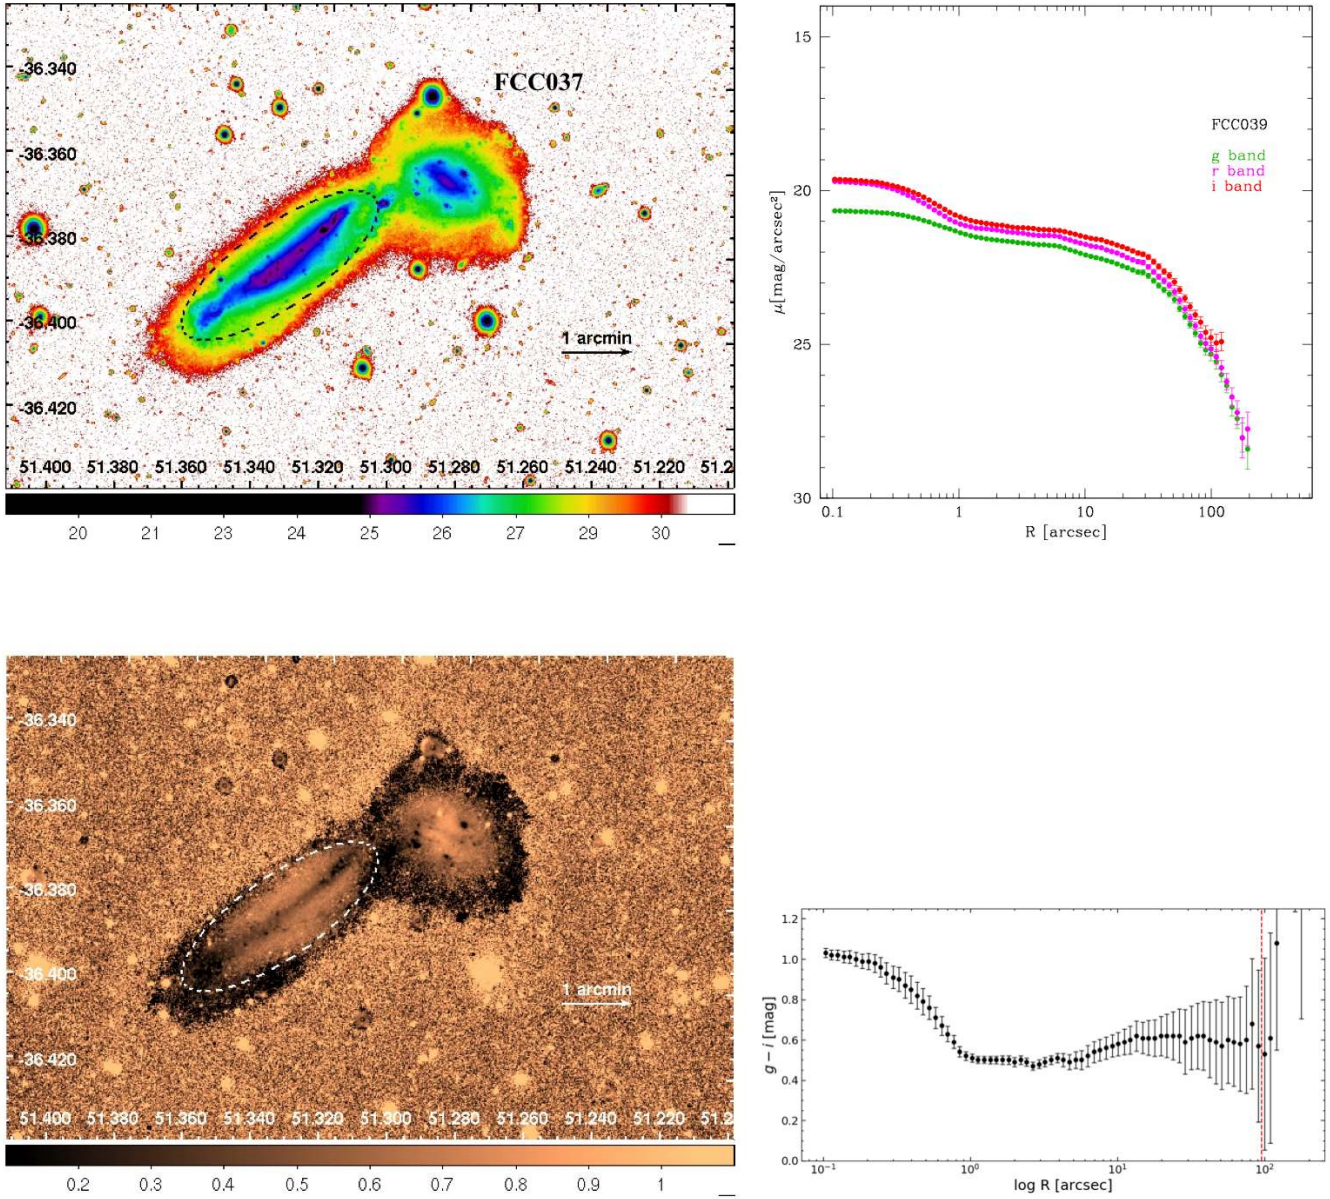 FCC037
-36.340
-36.360
-36.380
-36.400
-36.420
1 arcmin
51.400 51.380 51.360 51.340 51.320 51.300 51.280 51.260 51.240 51.220 51.2
20 21 22 23 24 25 26 27 28 29 30
15
20
25
30
μ[mag/arcsec²]
FCC039
g band
r band
i band
0.1 1 10 100
R [arcsec]
-36.340
-36.360
-36.380
-36.400
-36.420
1 arcmin
51.400 51.380 51.360 51.340 51.320 51.300 51.280 51.260 51.240 51.220 51.2
0.2 0.3 0.4 0.5 0.6 0.7 0.8 0.9 1
1.2
1.0
0.8
0.6
0.4
0.2
0.0
g − i [mag]
10⁻¹ 10⁰ 10¹ 10²
log R [arcsec]